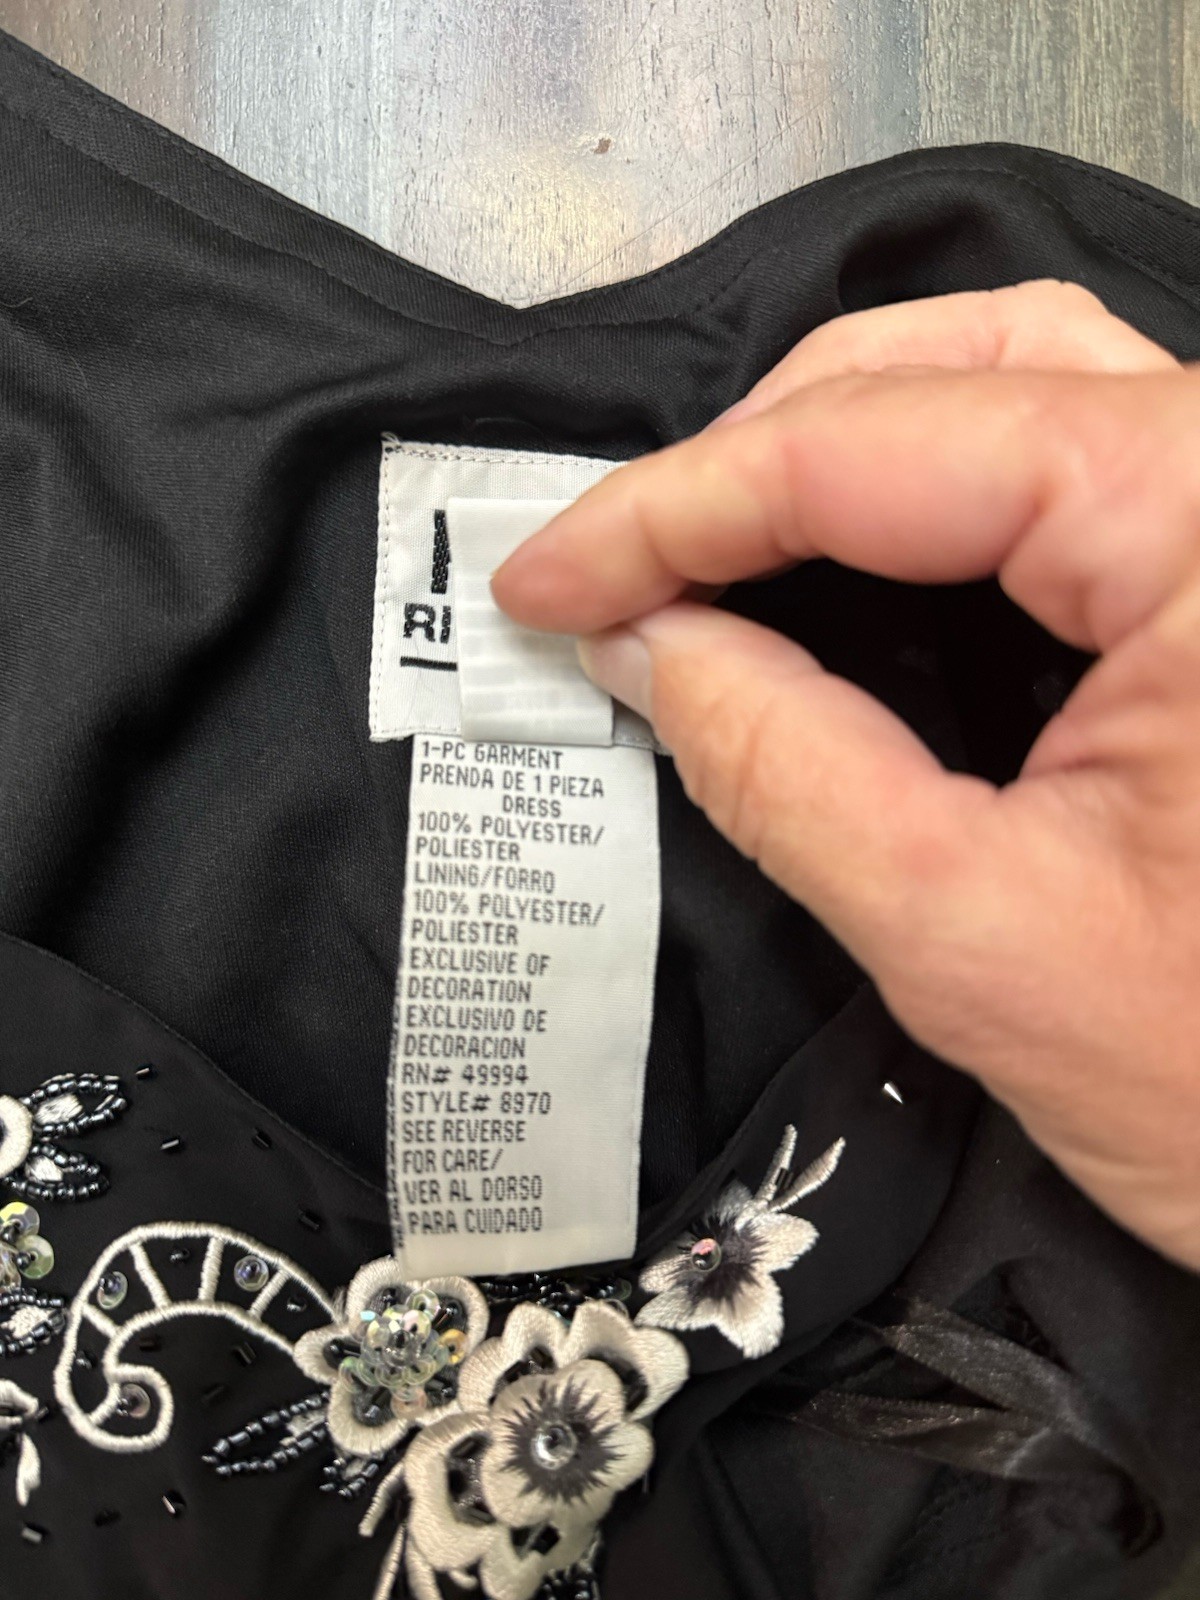 RI
1-PC GARMENT
PRENDA DE 1 PIEZA
DRESS
100% POLYESTER/
POLIESTER
LINING/FORRO
100% POLYESTER/
POLIESTER
EXCLUSIVE OF
DECORATION
EXCLUSIVO DE
DECORACION
RN# 49994
STYLE# 8970
SEE REVERSE
FOR CARE/
VER AL DORSO
PARA CUIDADO